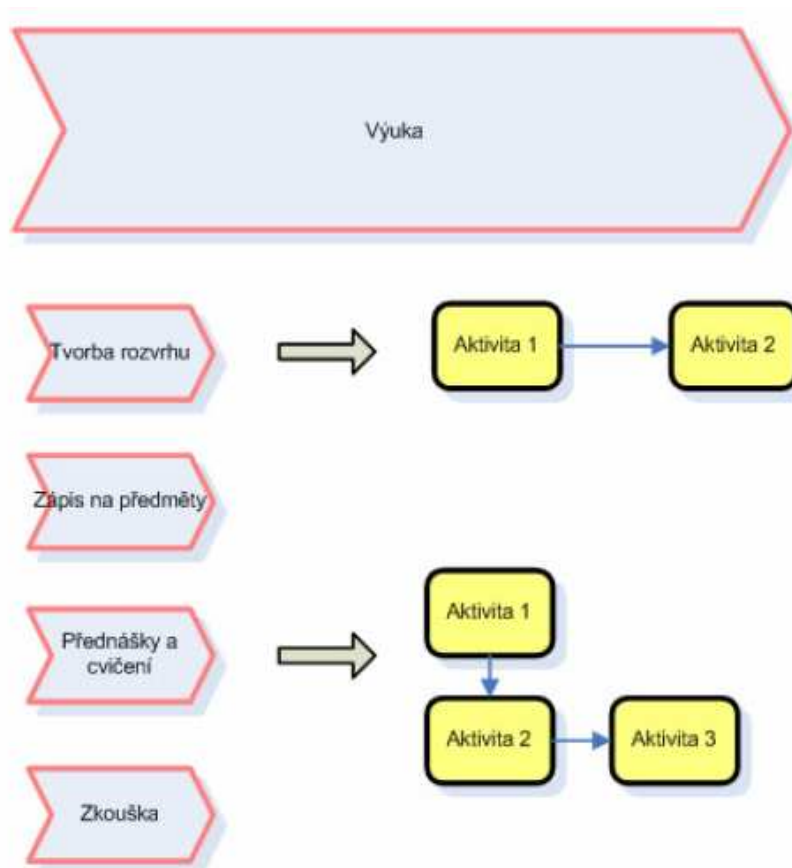 Výuka
Tvorba rozvrhu
Aktivita 1
Aktivita 2
Zápis na předměty
Přednášky a
cvičení
Aktivita 1
Aktivita 2
Aktivita 3
Zkouška